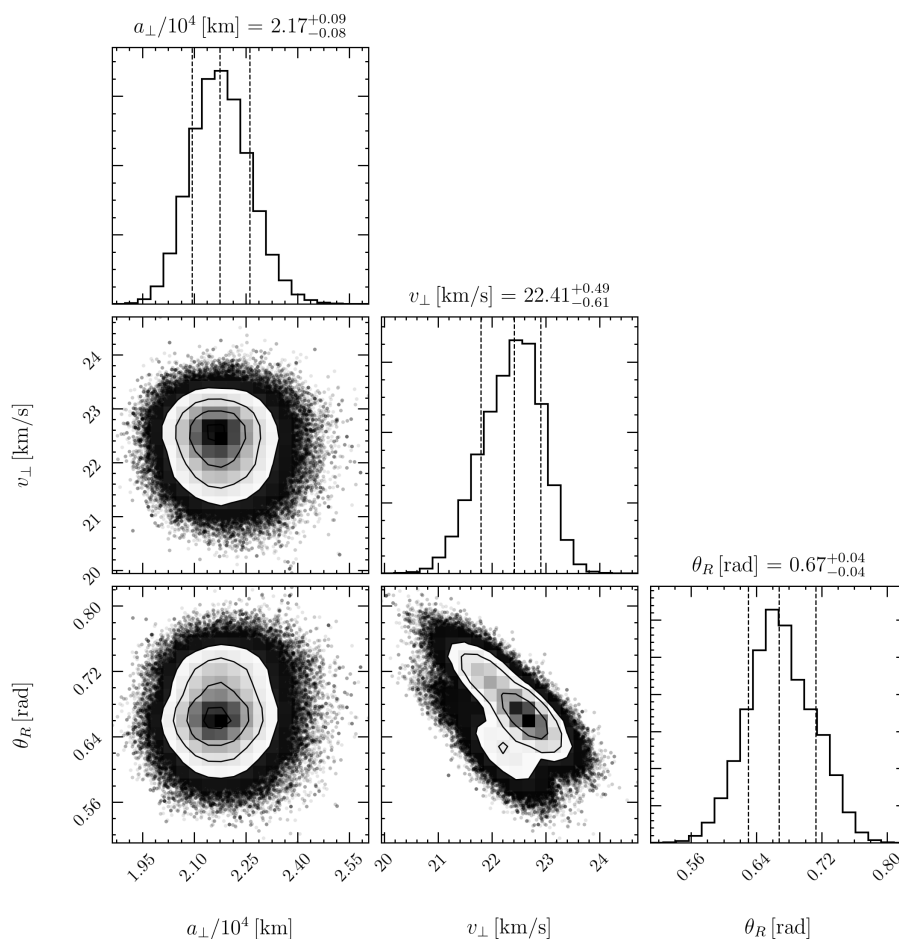 a⊥/10⁴ [km] = 2.17 +0.09 −0.08
v⊥ [km/s] = 22.41 +0.49 −0.61
24
23
22
21
20
v⊥ [km/s]
θR [rad] = 0.67 +0.04 −0.04
0.80
0.72
0.64
0.56
θR [rad]
1.95 2.10 2.25 2.40 2.55
20 21 22 23 24
0.56 0.64 0.72 0.80
a⊥/10⁴ [km]
v⊥ [km/s]
θR [rad]